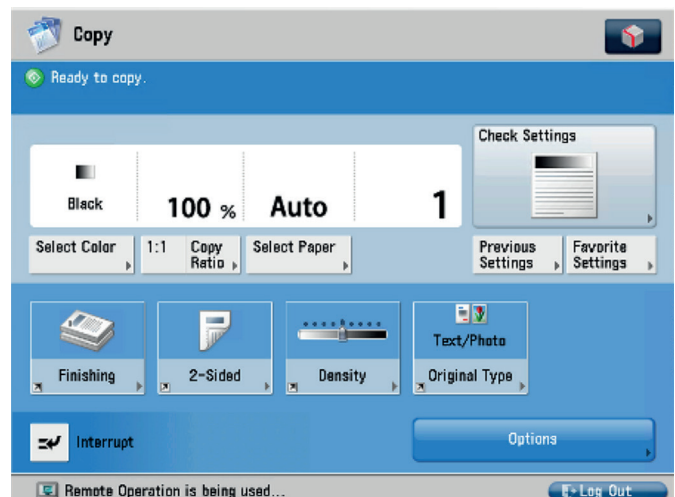 Copy
Ready to copy.
Check Settings
Black
100 %
Auto
1
Select Color
1:1 Copy Ratio
Select Paper
Previous Settings
Favorite Settings
Text/Photo
Finishing
2-Sided
Density
Original Type
Interrupt
Options
Remote Operation is being used...
Log Out